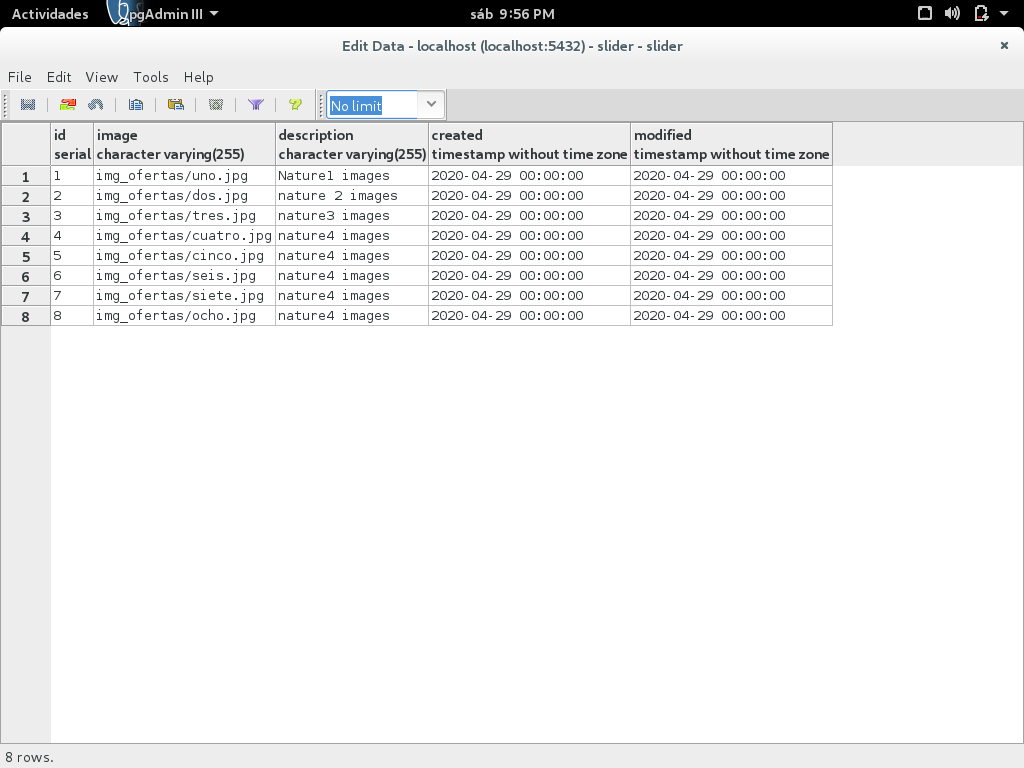 Actividades pgAdmin III sáb 9:56 PM
Edit Data - localhost (localhost:5432) - slider - slider
File Edit View Tools Help
No limit
id image description created modified
serial character varying(255) character varying(255) timestamp without time zone timestamp without time zone
1 1 img_ofertas/uno.jpg Nature1 images 2020-04-29 00:00:00 2020-04-29 00:00:00
2 2 img_ofertas/dos.jpg nature 2 images 2020-04-29 00:00:00 2020-04-29 00:00:00
3 3 img_ofertas/tres.jpg nature3 images 2020-04-29 00:00:00 2020-04-29 00:00:00
4 4 img_ofertas/cuatro.jpg nature4 images 2020-04-29 00:00:00 2020-04-29 00:00:00
5 5 img_ofertas/cinco.jpg nature4 images 2020-04-29 00:00:00 2020-04-29 00:00:00
6 6 img_ofertas/seis.jpg nature4 images 2020-04-29 00:00:00 2020-04-29 00:00:00
7 7 img_ofertas/siete.jpg nature4 images 2020-04-29 00:00:00 2020-04-29 00:00:00
8 8 img_ofertas/ocho.jpg nature4 images 2020-04-29 00:00:00 2020-04-29 00:00:00
8 rows.